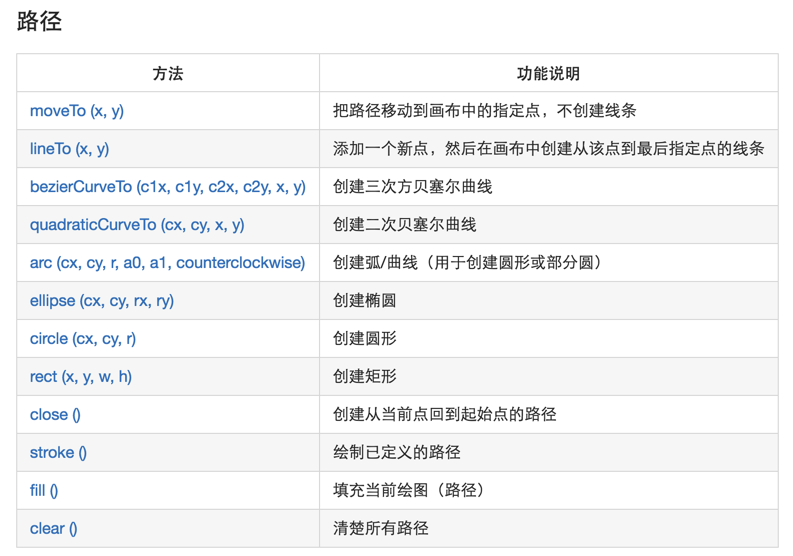 路径
方法 功能说明
moveTo (x, y) 把路径移动到画布中的指定点，不创建线条
lineTo (x, y) 添加一个新点，然后在画布中创建从该点到最后指定点的线条
bezierCurveTo (c1x, c1y, c2x, c2y, x, y) 创建三次方贝塞尔曲线
quadraticCurveTo (cx, cy, x, y) 创建二次贝塞尔曲线
arc (cx, cy, r, a0, a1, counterclockwise) 创建弧/曲线（用于创建圆形或部分圆）
ellipse (cx, cy, rx, ry) 创建椭圆
circle (cx, cy, r) 创建圆形
rect (x, y, w, h) 创建矩形
close () 创建从当前点回到起始点的路径
stroke () 绘制已定义的路径
fill () 填充当前绘图（路径）
clear () 清楚所有路径